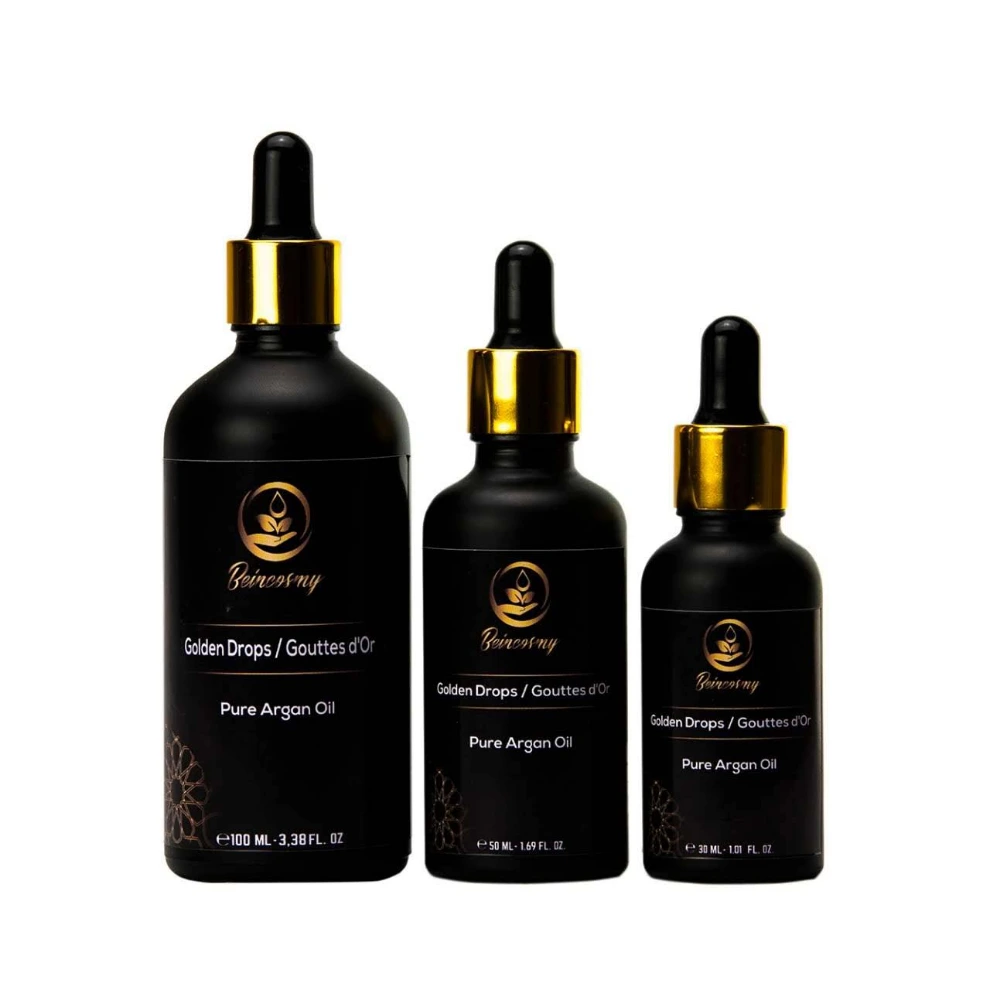 Beincosmy
Golden Drops / Gouttes d'Or
Pure Argan Oil
℮100 ML - 3,38 FL. OZ
Beincosmy
Golden Drops / Gouttes d'Or
Pure Argan Oil
℮ 50 ML - 1.69 FL. OZ.
Beincosmy
Golden Drops / Gouttes d'Or
Pure Argan Oil
℮ 30 ML - 1.01 FL. OZ.